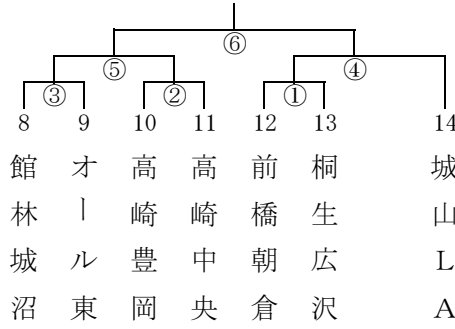 ⑥
⑤ ④
③ ② ①
8 9 10 11 12 13 14
館林城沼
オール東
高崎豊岡
高崎中央
前橋朝倉
桐生広沢
城山LA